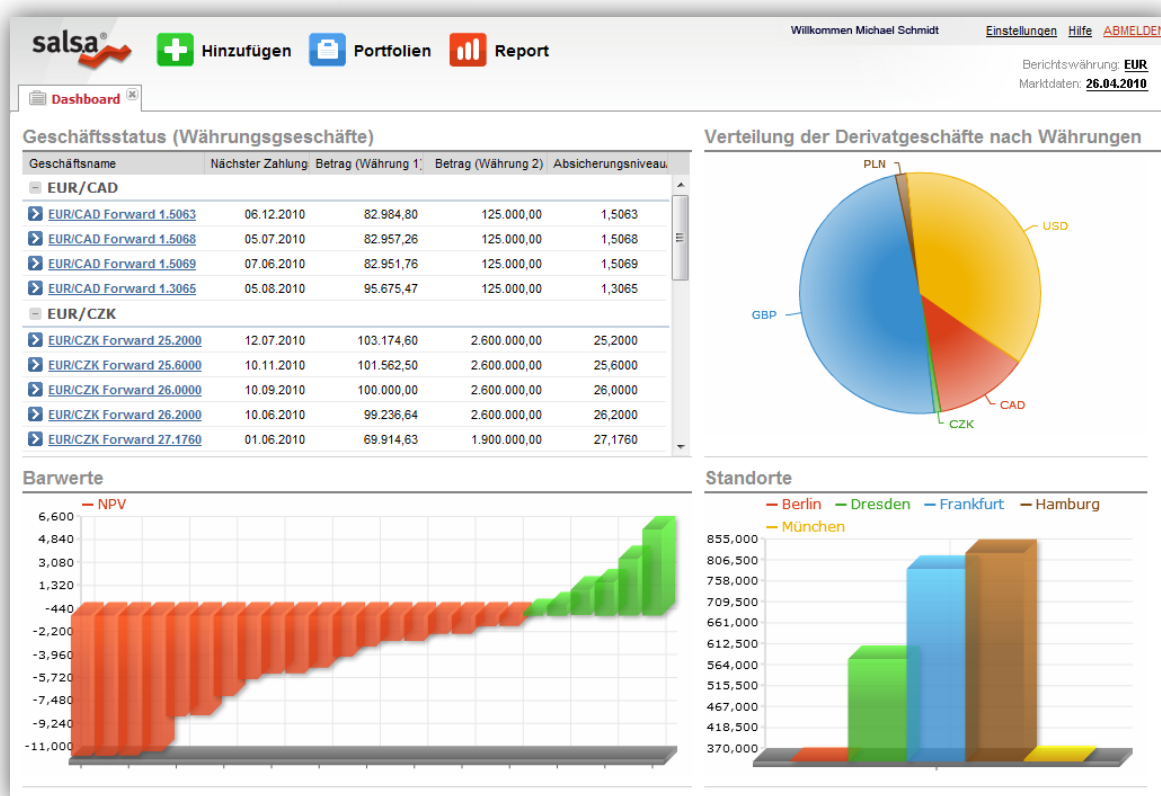 salsa®
Hinzufügen Portfolien Report
Willkommen Michael Schmidt Einstellungen Hilfe ABMELDEN
Berichtswährung: EUR
Marktdaten: 26.04.2010
Dashboard
Geschäftsstatus (Währungsgseschäfte)
Geschäftsname Nächster Zahlung Betrag (Währung 1) Betrag (Währung 2) Absicherungsniveau
EUR/CAD
EUR/CAD Forward 1.5063 06.12.2010 82.984,80 125.000,00 1,5063
EUR/CAD Forward 1.5068 05.07.2010 82.957,26 125.000,00 1,5068
EUR/CAD Forward 1.5069 07.06.2010 82.951,76 125.000,00 1,5069
EUR/CAD Forward 1.3065 05.08.2010 95.675,47 125.000,00 1,3065
EUR/CZK
EUR/CZK Forward 25.2000 12.07.2010 103.174,60 2.600.000,00 25,2000
EUR/CZK Forward 25.6000 10.11.2010 101.562,50 2.600.000,00 25,6000
EUR/CZK Forward 26.0000 10.09.2010 100.000,00 2.600.000,00 26,0000
EUR/CZK Forward 26.2000 10.06.2010 99.236,64 2.600.000,00 26,2000
EUR/CZK Forward 27.1760 01.06.2010 69.914,63 1.900.000,00 27,1760
Verteilung der Derivatgeschäfte nach Währungen
PLN
USD
GBP
CAD
CZK
Barwerte
NPV
6,600
4,840
3,080
1,320
-440
-2,200
-3,960
-5,720
-7,480
-9,240
-11,000
Standorte
Berlin Dresden Frankfurt Hamburg
München
855,000
806,500
758,000
709,500
661,000
612,500
564,000
515,500
467,000
418,500
370,000